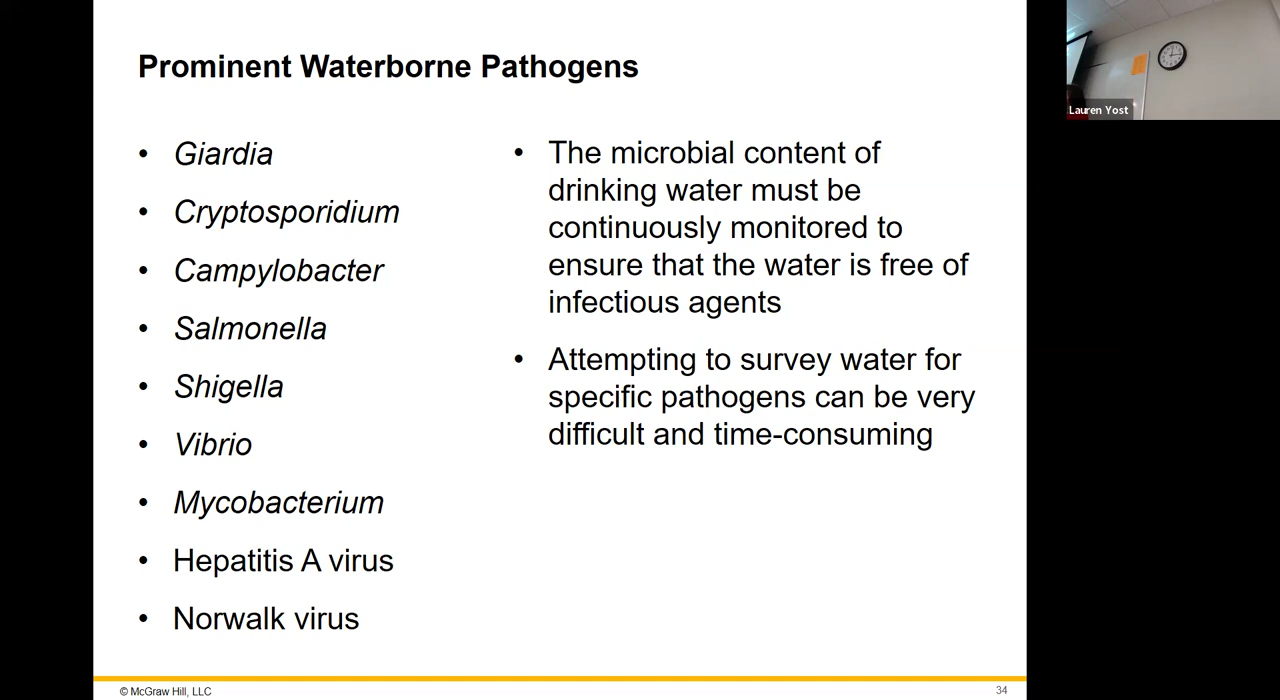 Prominent Waterborne Pathogens
• Giardia
• Cryptosporidium
• Campylobacter
• Salmonella
• Shigella
• Vibrio
• Mycobacterium
• Hepatitis A virus
• Norwalk virus
• The microbial content of
drinking water must be
continuously monitored to
ensure that the water is free of
infectious agents
• Attempting to survey water for
specific pathogens can be very
difficult and time-consuming
© McGraw Hill, LLC
34
Lauren Yost